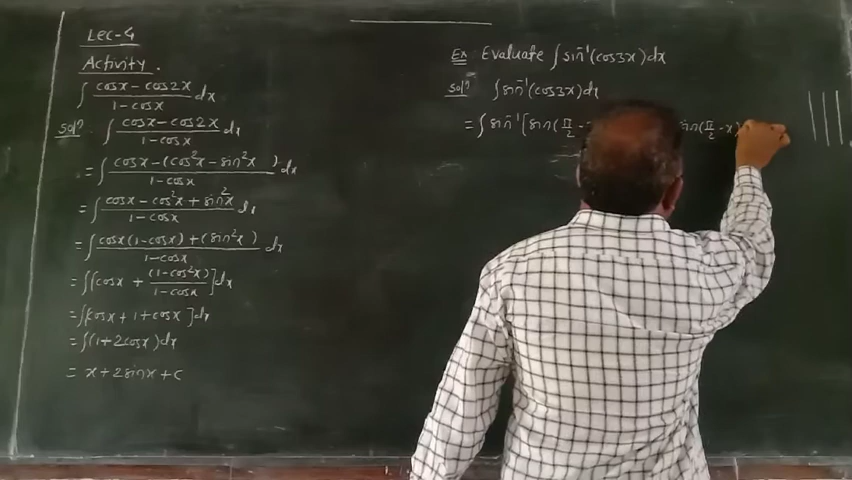 Lec-4
Activity.
∫ cosx - cos2x / 1-cosx dx
Solⁿ. ∫ cosx - cos2x / 1-cosx dx
= ∫ cosx - (cos²x - sin²x) / 1-cosx dx
= ∫ cosx - cos²x + sin²x / 1-cosx dx
= ∫ cosx(1-cosx) + (sin²x) / 1-cosx dx
= ∫[cosx + (1-cos²x) / 1-cosx ]dx
= ∫[cosx + 1 + cosx ]dx
= ∫(1+2cosx)dx
= x+2sinx+c
Ex Evaluate ∫ sin⁻¹(cos3x)dx
Solⁿ ∫ sin⁻¹(cos3x)dx
= ∫ sin⁻¹[sin(π/2 - sin(π/2 - x)